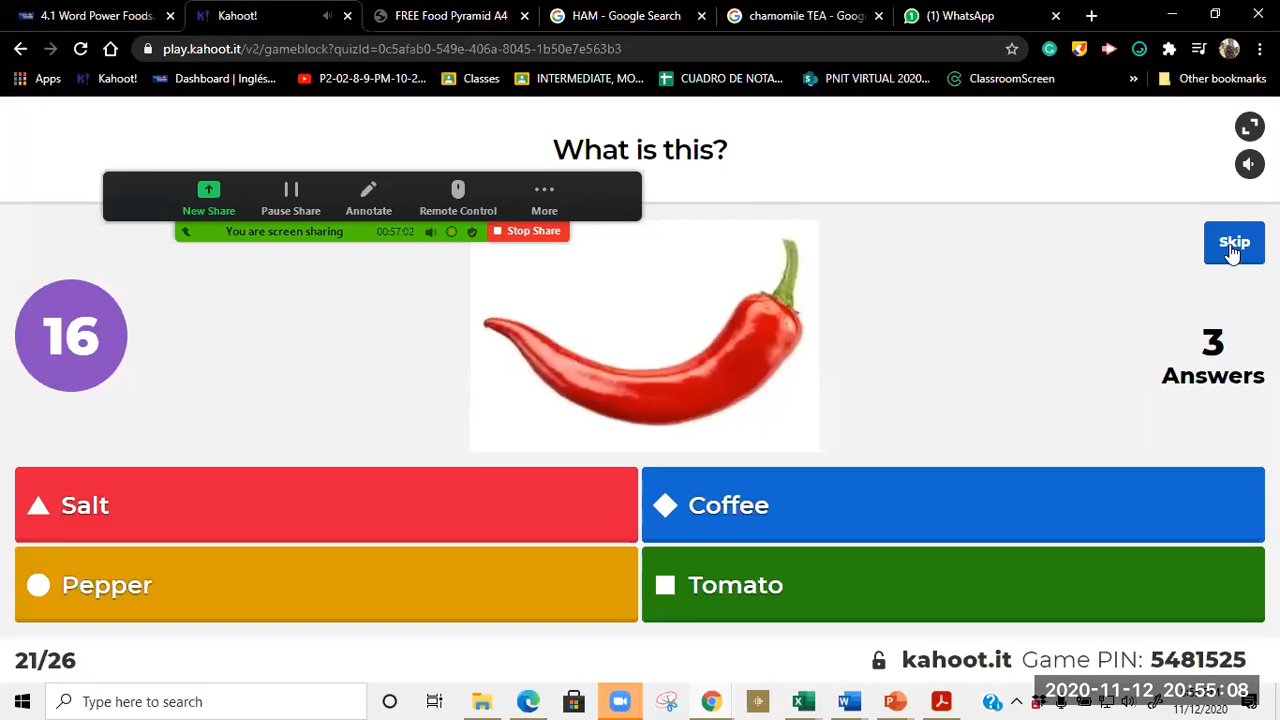 4.1 Word Power Foods.
Kahoot!
FREE Food Pyramid A4
HAM - Google Search
chamomile TEA - Goog
(1) WhatsApp
play.kahoot.it/v2/gameblock?quizId=0c5afab0-549e-406a-8045-1b50e7e563b3
Apps
Kahoot!
Dashboard | Inglés...
P2-02-8-9-PM-10-2...
Classes
INTERMEDIATE, MO...
CUADRO DE NOTA...
PNIT VIRTUAL 2020...
ClassroomScreen
»
Other bookmarks
What is this?
New Share
Pause Share
Annotate
Remote Control
More
You are screen sharing
00:57:02
Stop Share
Skip
16
3
Answers
Salt
Coffee
Pepper
Tomato
21/26
kahoot.it Game PIN: 5481525
Type here to search
2020-11-12 20:55:08
11/12/2020